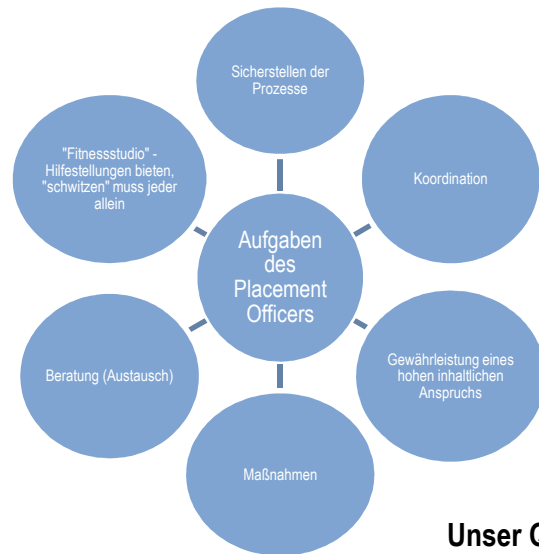 Sicherstellen der
Prozesse
"Fitnessstudio" -
Hilfestellungen bieten,
"schwitzen" muss jeder
allein
Koordination
Aufgaben
des
Placement
Officers
Beratung (Austausch)
Gewährleistung eines
hohen inhaltlichen
Anspruchs
Maßnahmen
Unser